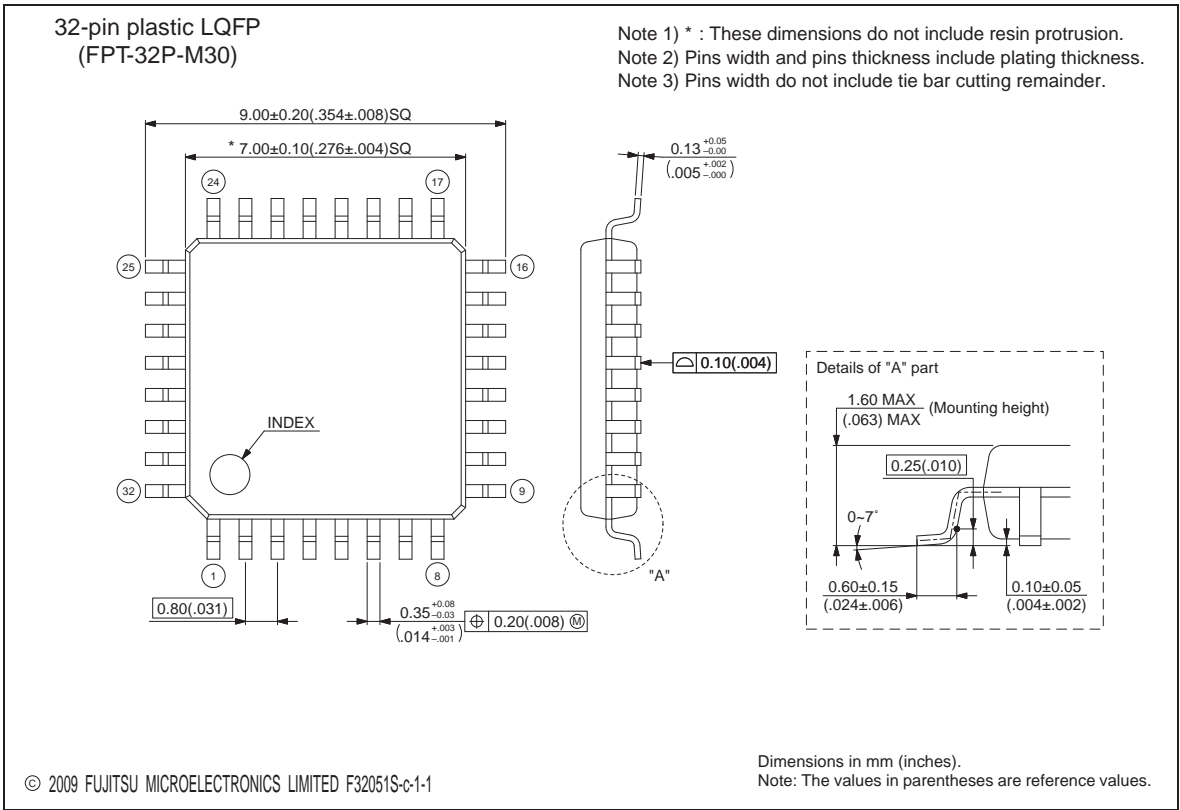 32-pin plastic LQFP
(FPT-32P-M30)
Note 1) * : These dimensions do not include resin protrusion.
Note 2) Pins width and pins thickness include plating thickness.
Note 3) Pins width do not include tie bar cutting remainder.
9.00±0.20(.354±.008)SQ
* 7.00±0.10(.276±.004)SQ
0.13 +0.05 –0.00
(.005 +.002 –.000)
24
17
25
16
INDEX
32
9
1
8
0.10(.004)
"A"
0.80(.031)
0.35 +0.08 –0.03
(.014 +.003 –.001)
⌖ 0.20(.008) Ⓜ
Details of "A" part
1.60 MAX
(.063) MAX
(Mounting height)
0.25(.010)
0~7°
0.60±0.15
(.024±.006)
0.10±0.05
(.004±.002)
© 2009 FUJITSU MICROELECTRONICS LIMITED F32051S-c-1-1
Dimensions in mm (inches).
Note: The values in parentheses are reference values.